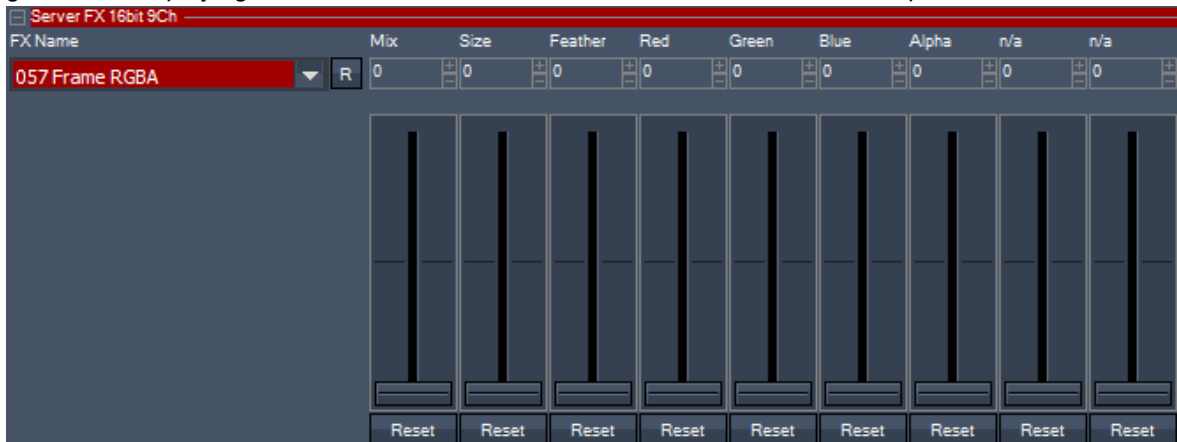 Server FX 16bit 9Ch
FX Name Mix Size Feather Red Green Blue Alpha n/a n/a
057 Frame RGBA R 0 0 0 0 0 0 0 0 0
Reset Reset Reset Reset Reset Reset Reset Reset Reset